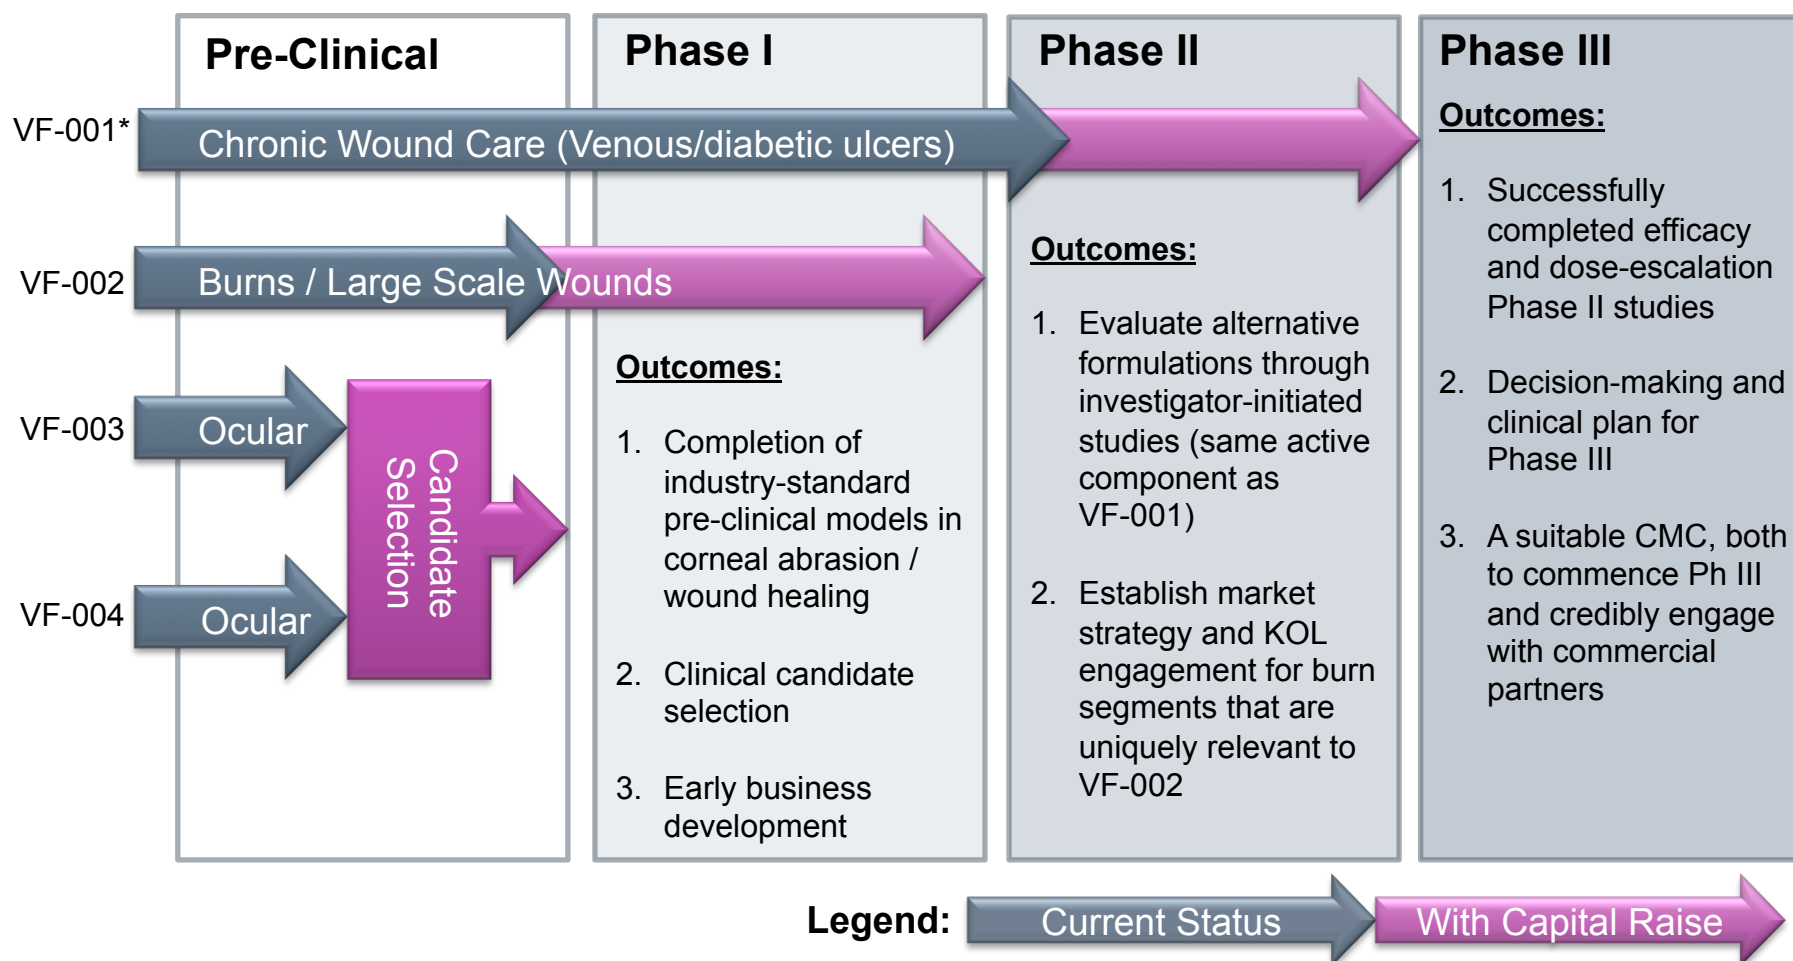 Pre-Clinical
Phase I
Phase II
Phase III
VF-001*
Chronic Wound Care (Venous/diabetic ulcers)
VF-002
Burns / Large Scale Wounds
VF-003
Ocular
VF-004
Ocular
Candidate
Selection
Outcomes:
1. Completion of
industry-standard
pre-clinical models in
corneal abrasion /
wound healing
2. Clinical candidate
selection
3. Early business
development
Outcomes:
1. Evaluate alternative
formulations through
investigator-initiated
studies (same active
component as
VF-001)
2. Establish market
strategy and KOL
engagement for burn
segments that are
uniquely relevant to
VF-002
Outcomes:
1. Successfully
completed efficacy
and dose-escalation
Phase II studies
2. Decision-making and
clinical plan for
Phase III
3. A suitable CMC, both
to commence Ph III
and credibly engage
with commercial
partners
Legend:
Current Status
With Capital Raise